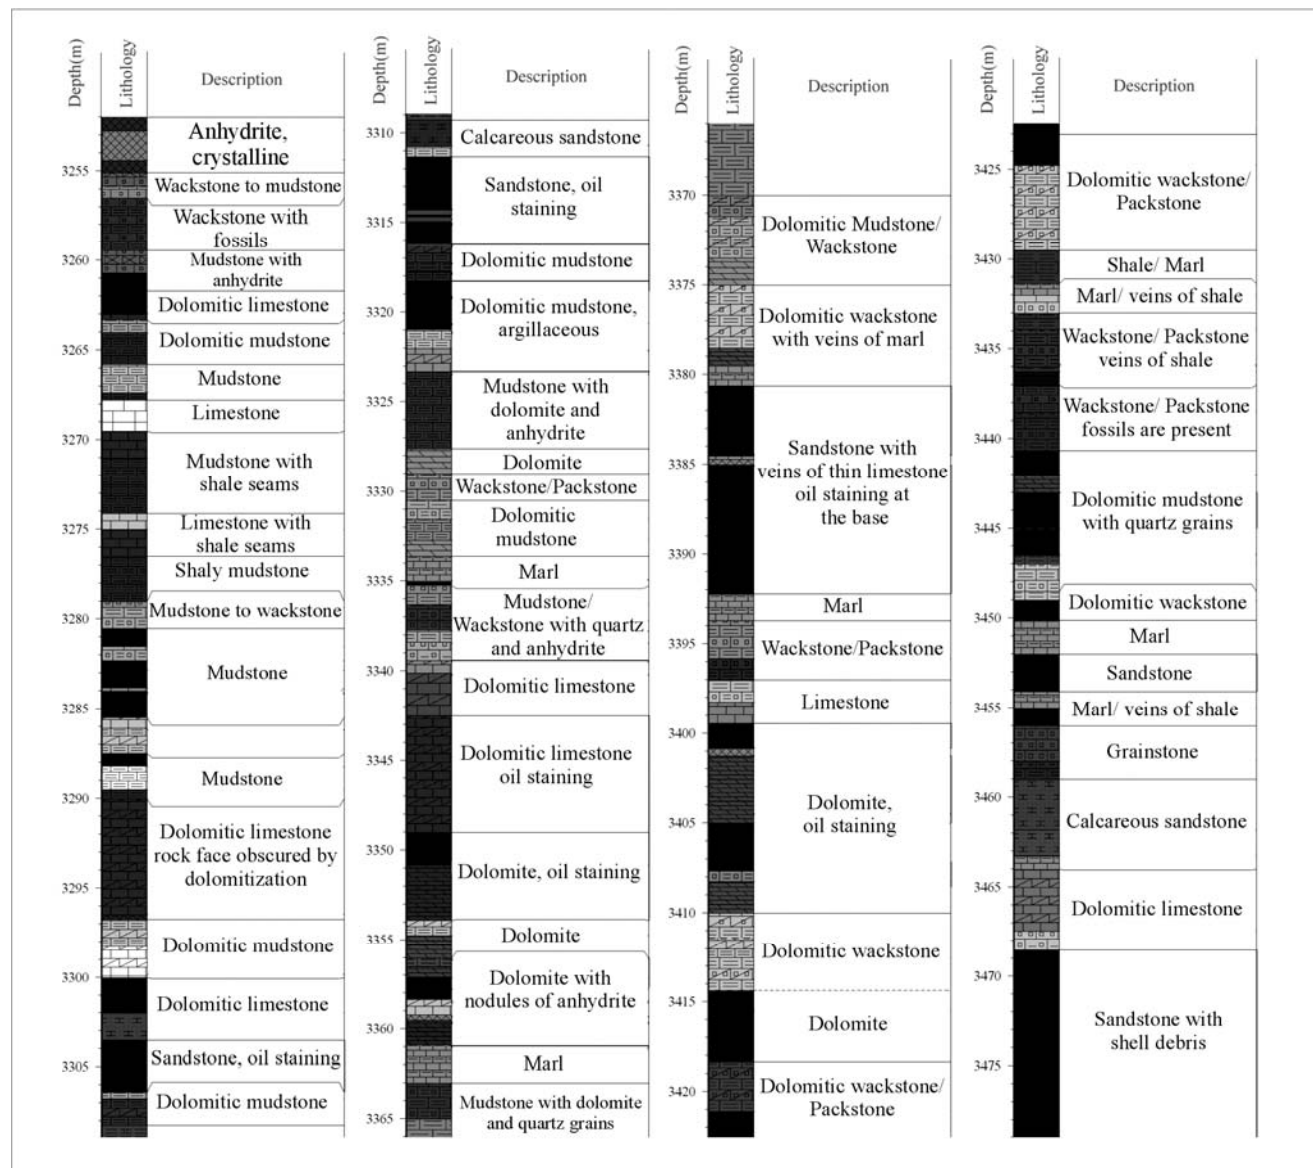 Depth(m)
Lithology
Description
Anhydrite,
crystalline
3255
Wackstone to mudstone
Wackstone with
fossils
3260
Mudstone with
anhydrite
Dolomitic limestone
3265
Dolomitic mudstone
Mudstone
Limestone
3270
Mudstone with
shale seams
3275
Limestone with
shale seams
Shaly mudstone
3280
Mudstone to wackstone
Mudstone
3285
Mudstone
3290
Dolomitic limestone
rock face obscured by
dolomitization
3295
Dolomitic mudstone
3300
Dolomitic limestone
3305
Sandstone, oil staining
Dolomitic mudstone
Depth(m)
Lithology
Description
3310
Calcareous sandstone
Sandstone, oil
staining
3315
Dolomitic mudstone
3320
Dolomitic mudstone,
argillaceous
3325
Mudstone with
dolomite and
anhydrite
Dolomite
3330
Wackstone/Packstone
Dolomitic
mudstone
3335
Marl
Mudstone/
Wackstone with quartz
and anhydrite
3340
Dolomitic limestone
3345
Dolomitic limestone
oil staining
3350
Dolomite, oil staining
3355
Dolomite
Dolomite with
nodules of anhydrite
3360
Marl
3365
Mudstone with dolomite
and quartz grains
Depth(m)
Lithology
Description
3370
Dolomitic Mudstone/
Wackstone
3375
Dolomitic wackstone
with veins of marl
3380
3385
Sandstone with
veins of thin limestone
oil staining at
the base
3390
Marl
3395
Wackestone/Packstone
Limestone
3400
3405
Dolomite,
oil staining
3410
Dolomitic wackstone
3415
Dolomite
3420
Dolomitic wackstone/
Packstone
Depth(m)
Lithology
Description
3425
Dolomitic wackstone/
Packstone
3430
Shale/ Marl
Marl/ veins of shale
3435
Wackstone/ Packstone
veins of shale
3440
Wackstone/ Packstone
fossils are present
3445
Dolomitic mudstone
with quartz grains
3450
Dolomitic wackstone
Marl
Sandstone
3455
Marl/ veins of shale
Grainstone
3460
Calcareous sandstone
3465
Dolomitic limestone
3470
Sandstone with
shell debris
3475